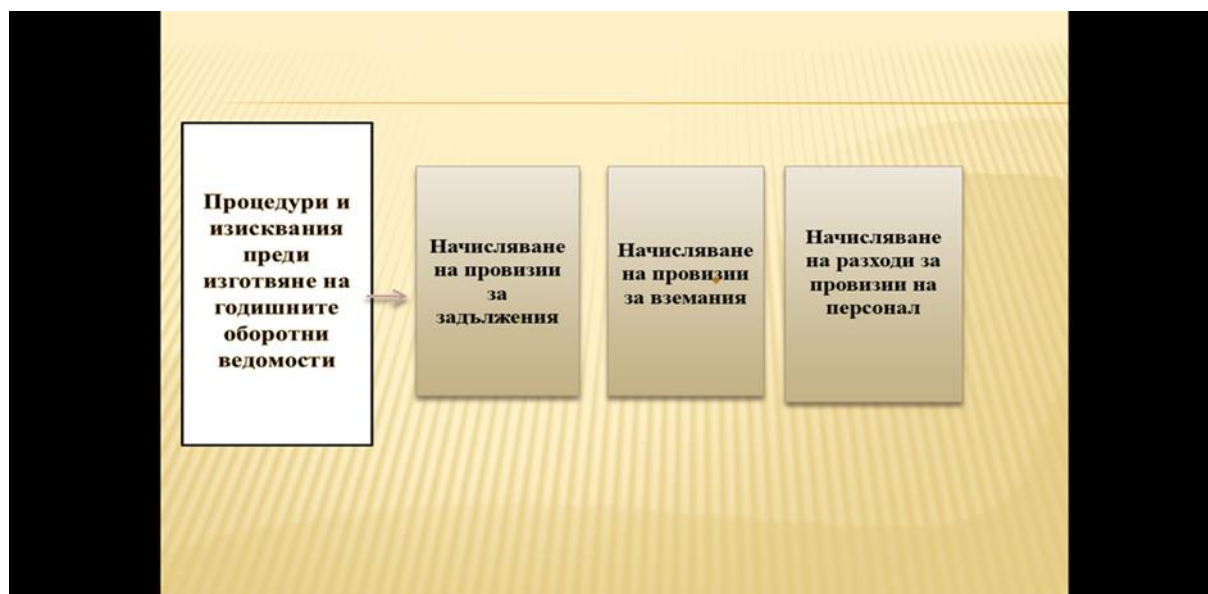 Процедури и
изисквания
преди
изготвяне на
годишните
оборотни
ведомости
Начисляване
на провизии
за
задължения
Начисляване
на провизии
за вземания
Начисляване
на разходи за
провизии на
персонал